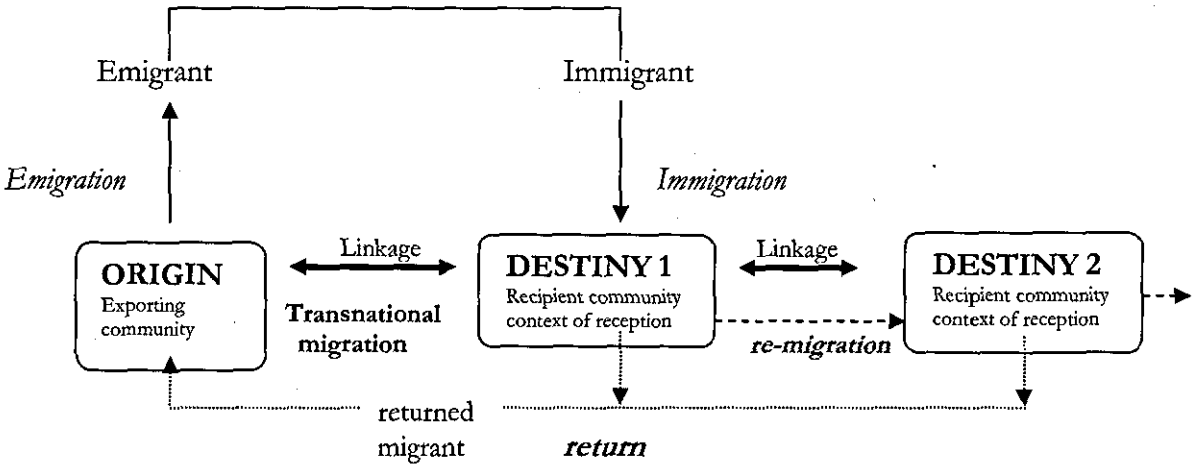 Emigrant
Immigrant
Emigration
Immigration
ORIGIN
Exporting
community
Linkage
Transnational
migration
DESTINY 1
Recipient community
context of reception
Linkage
re-migration
DESTINY 2
Recipient community
context of reception
returned
migrant
return